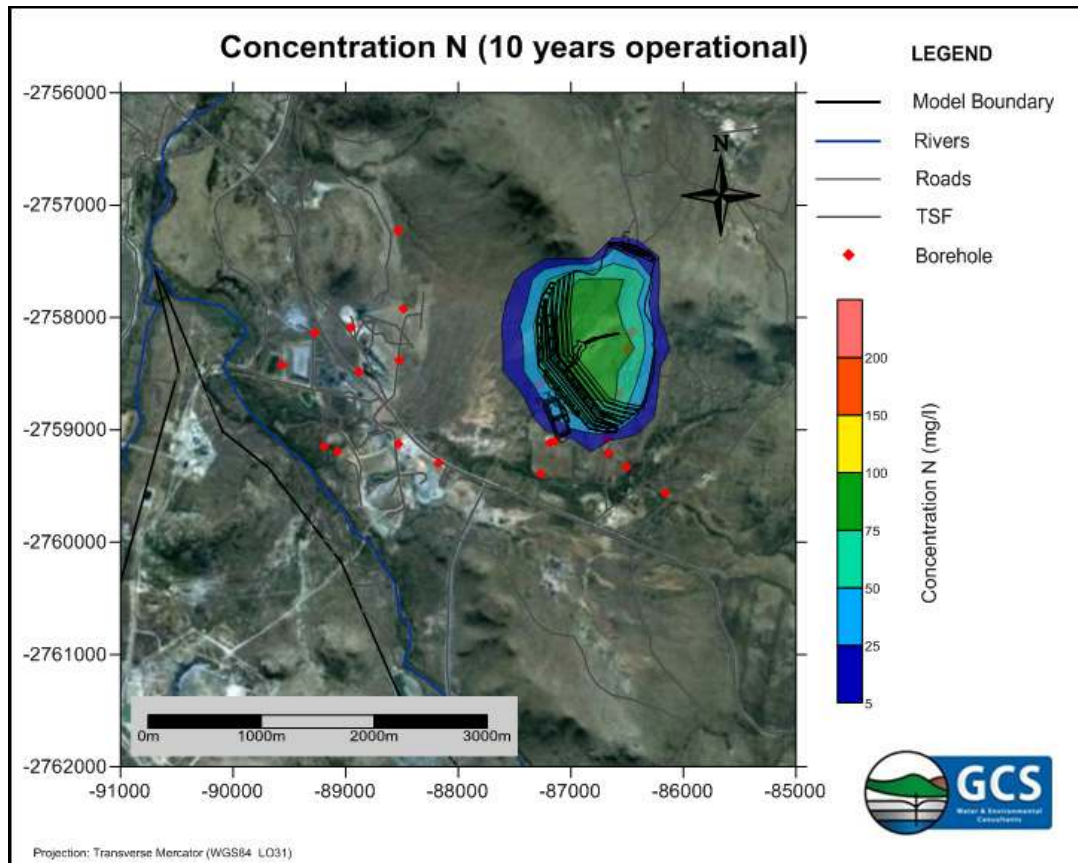 Concentration N (10 years operational)
LEGEND
Model Boundary
Rivers
Roads
TSF
Borehole
N
-2756000
-2757000
-2758000
-2759000
-2760000
-2761000
-2762000
-91000
-90000
-89000
-88000
-87000
-86000
-85000
0m
1000m
2000m
3000m
200
150
100
75
50
25
5
Concentration N (mg/l)
GCS
Water & Environmental
Consultants
Projection: Transverse Mercator (WGS84 LO31)